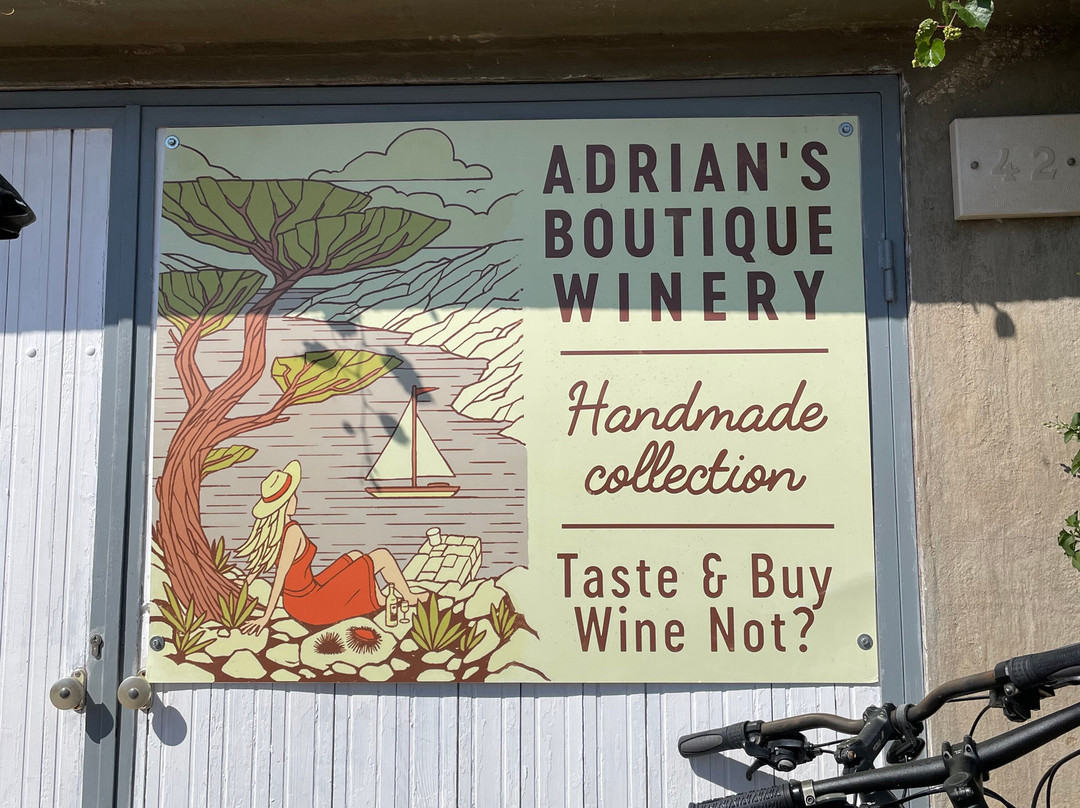 ADRIAN'S
BOUTIQUE
WINERY
Handmade
collection
Taste & Buy
Wine Not?
42